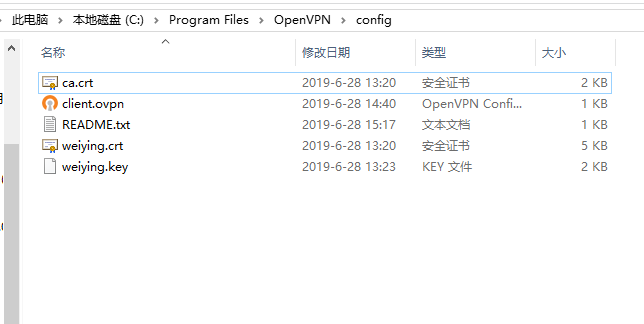 此电脑 > 本地磁盘 (C:) > Program Files > OpenVPN > config
名称 修改日期 类型 大小
ca.crt 2019-6-28 13:20 安全证书 2 KB
client.ovpn 2019-6-28 14:40 OpenVPN Confi... 1 KB
README.txt 2019-6-28 15:17 文本文档 1 KB
weiying.crt 2019-6-28 13:20 安全证书 5 KB
weiying.key 2019-6-28 13:23 KEY 文件 2 KB